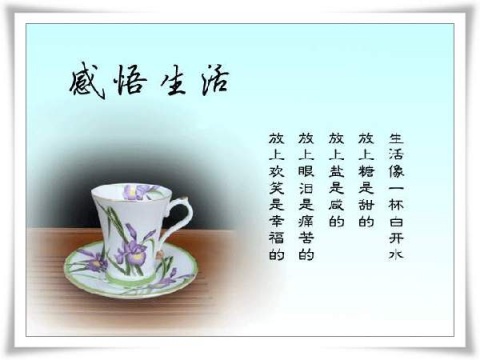 感悟生活
生活像一杯白开水
放上糖是甜的
放上盐是咸的
放上眼泪是痛苦的
放上欢笑是幸福的